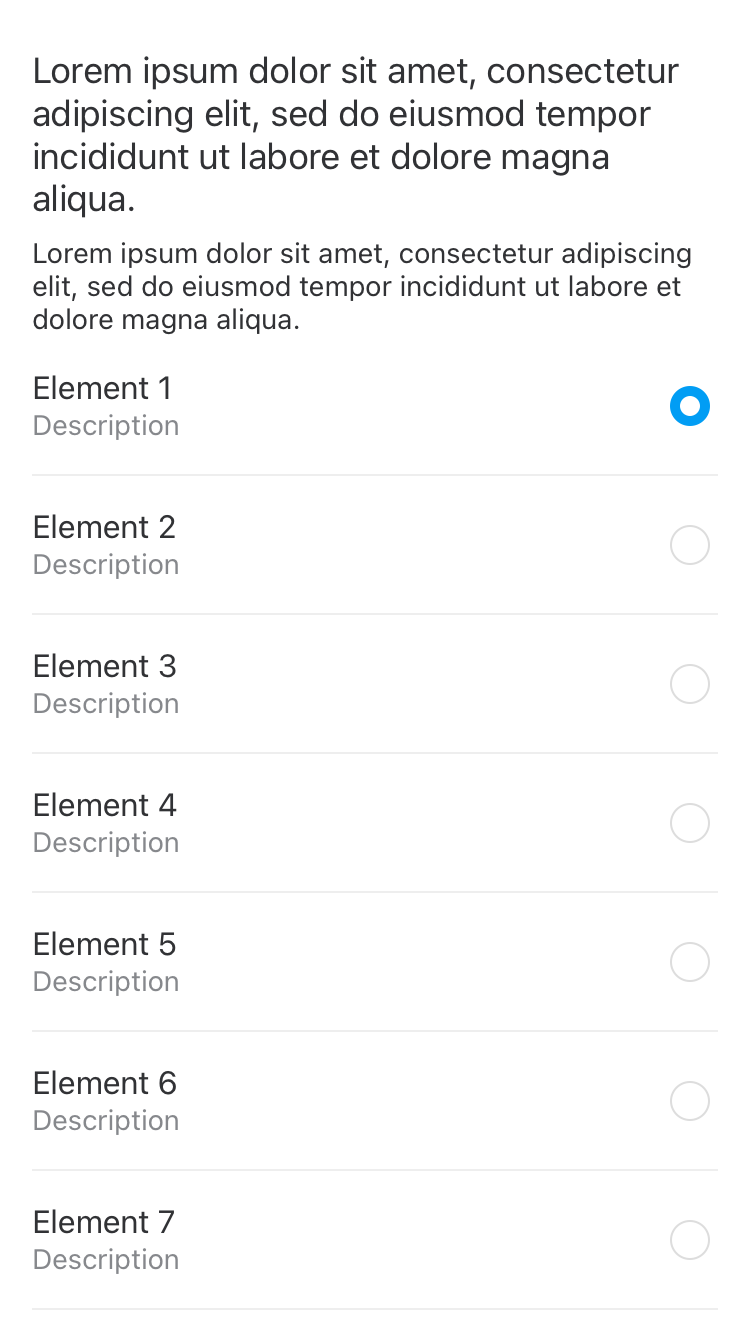 Lorem ipsum dolor sit amet, consectetur
adipiscing elit, sed do eiusmod tempor
incididunt ut labore et dolore magna
aliqua.
Lorem ipsum dolor sit amet, consectetur adipiscing
elit, sed do eiusmod tempor incididunt ut labore et
dolore magna aliqua.
Element 1
Description
Element 2
Description
Element 3
Description
Element 4
Description
Element 5
Description
Element 6
Description
Element 7
Description